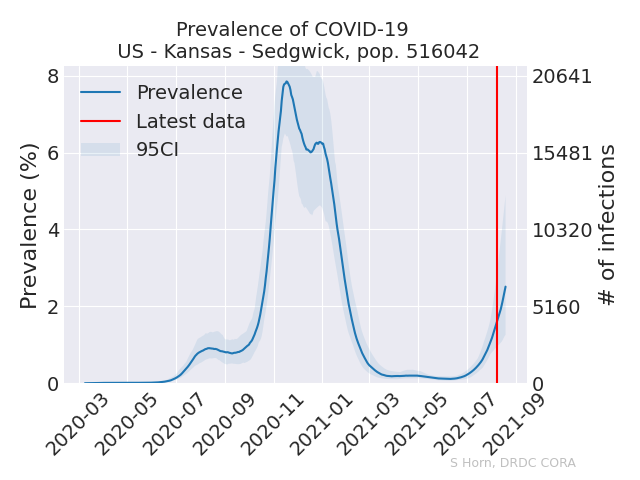 Prevalence of COVID-19
US - Kansas - Sedgwick, pop. 516042
Prevalence
Latest data
95CI
Prevalence (%)
8
6
4
2
0
20641
15481
10320
5160
0
# of infections
2020-03
2020-05
2020-07
2020-09
2020-11
2021-01
2021-03
2021-05
2021-07
2021-09
S Horn, DRDC CORA